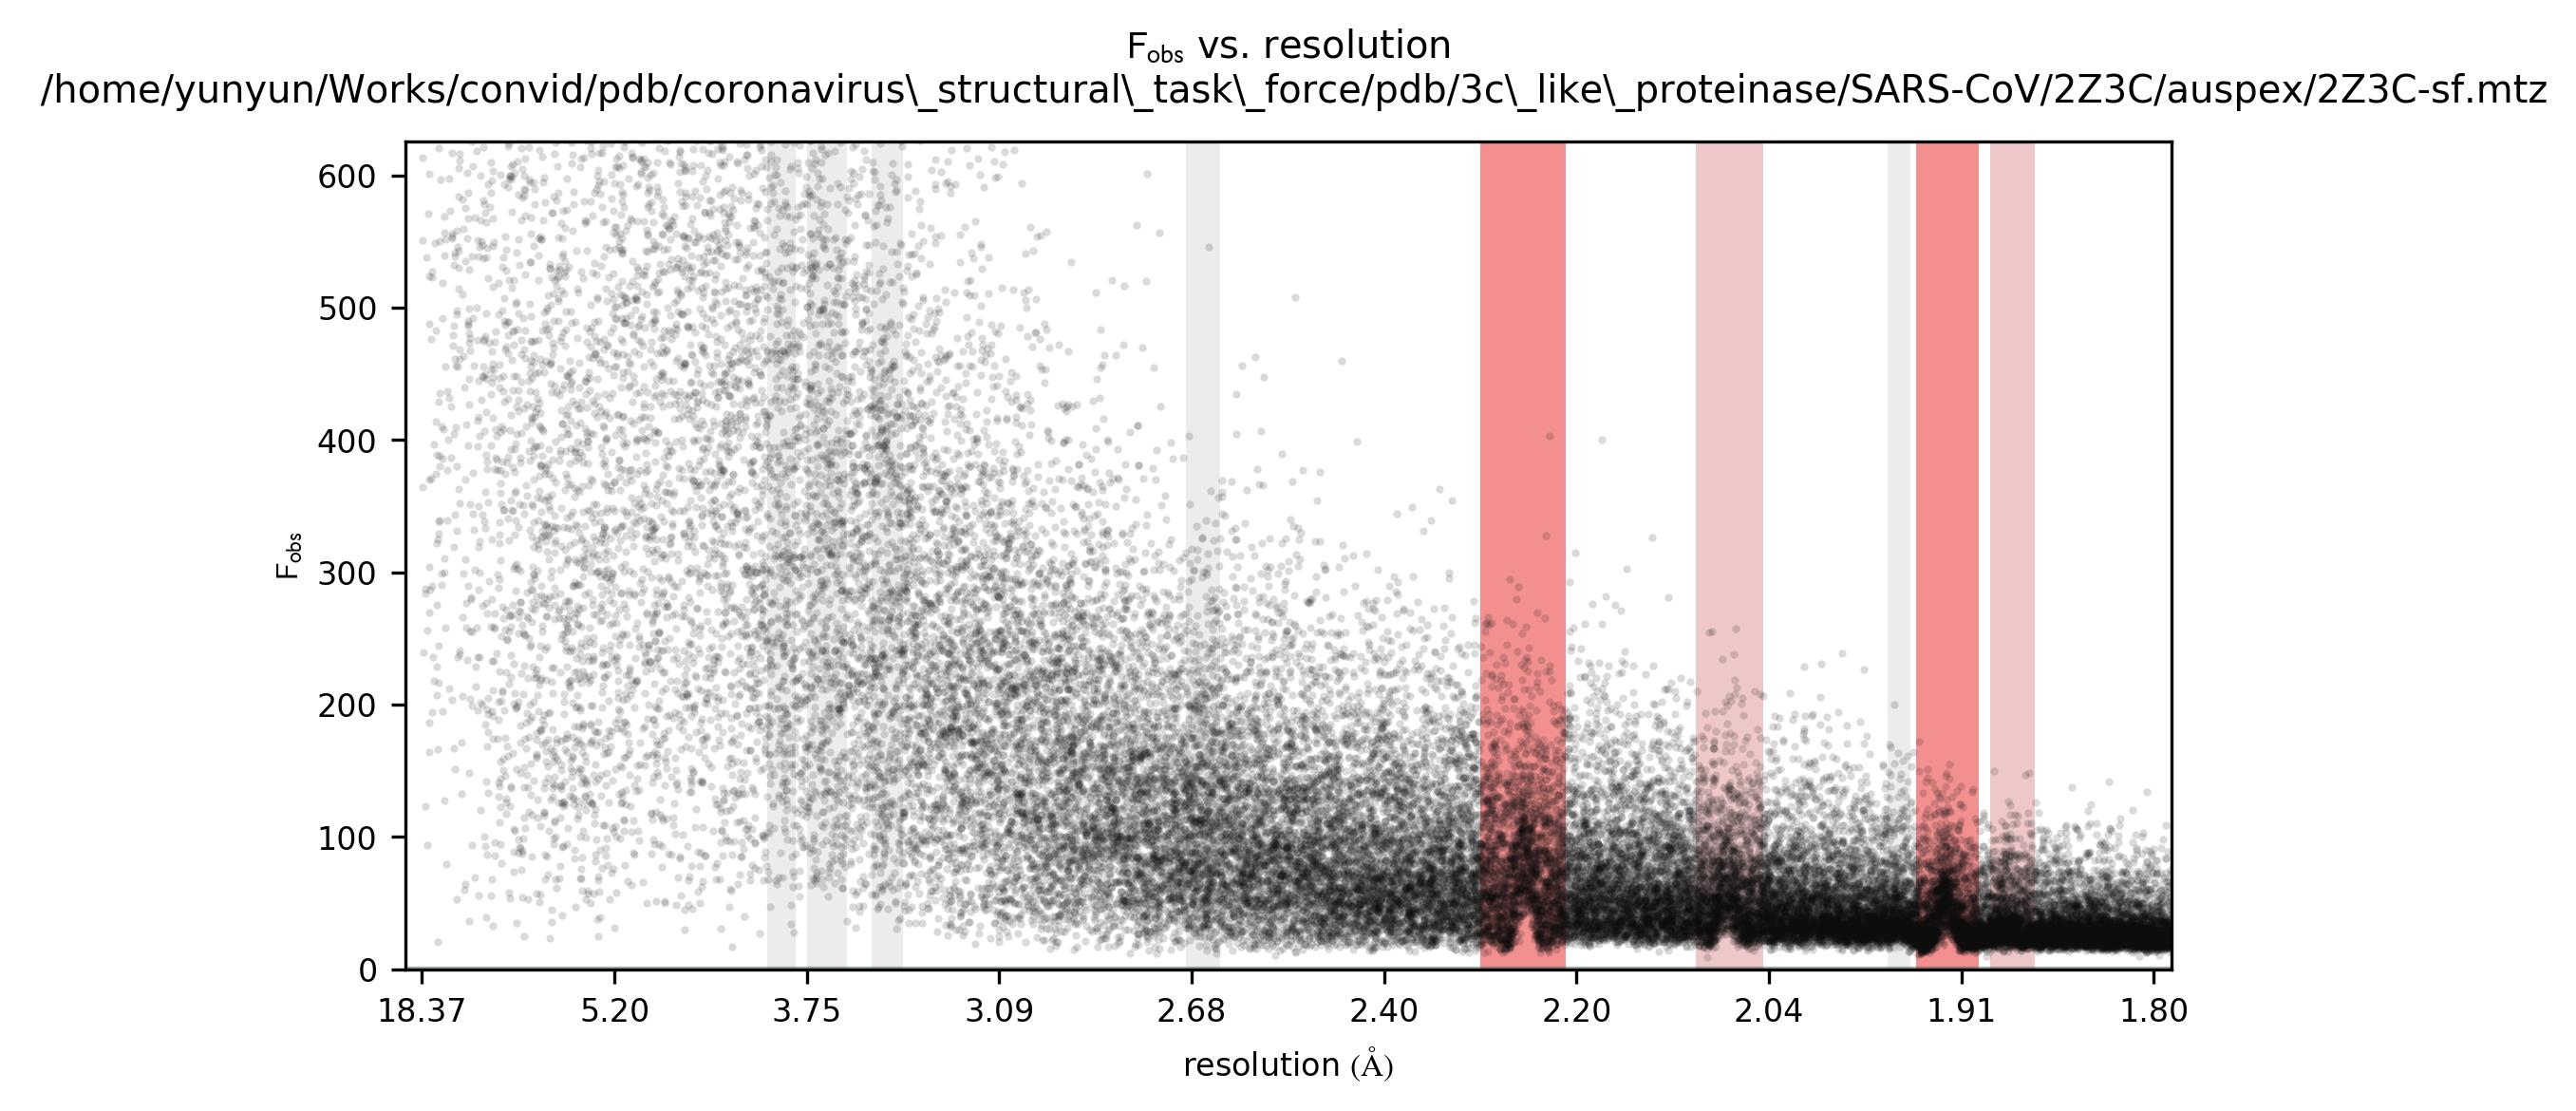 Fobs vs. resolution
/home/yunyun/Works/convid/pdb/coronavirus\_structural\_task\_force/pdb/3c\_like\_proteinase/SARS-CoV/2Z3C/auspex/2Z3C-sf.mtz
600
500
400
300
200
100
0
Fobs
18.37 5.20 3.75 3.09 2.68 2.40 2.20 2.04 1.91 1.80
resolution (Å)